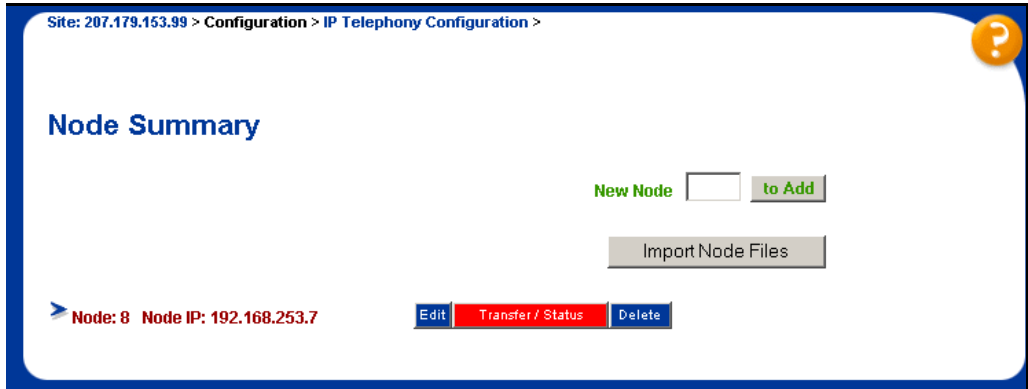 Site: 207.179.153.99 > Configuration > IP Telephony Configuration >
?
Node Summary
New Node to Add
Import Node Files
Node: 8 Node IP: 192.168.253.7 Edit Transfer / Status Delete